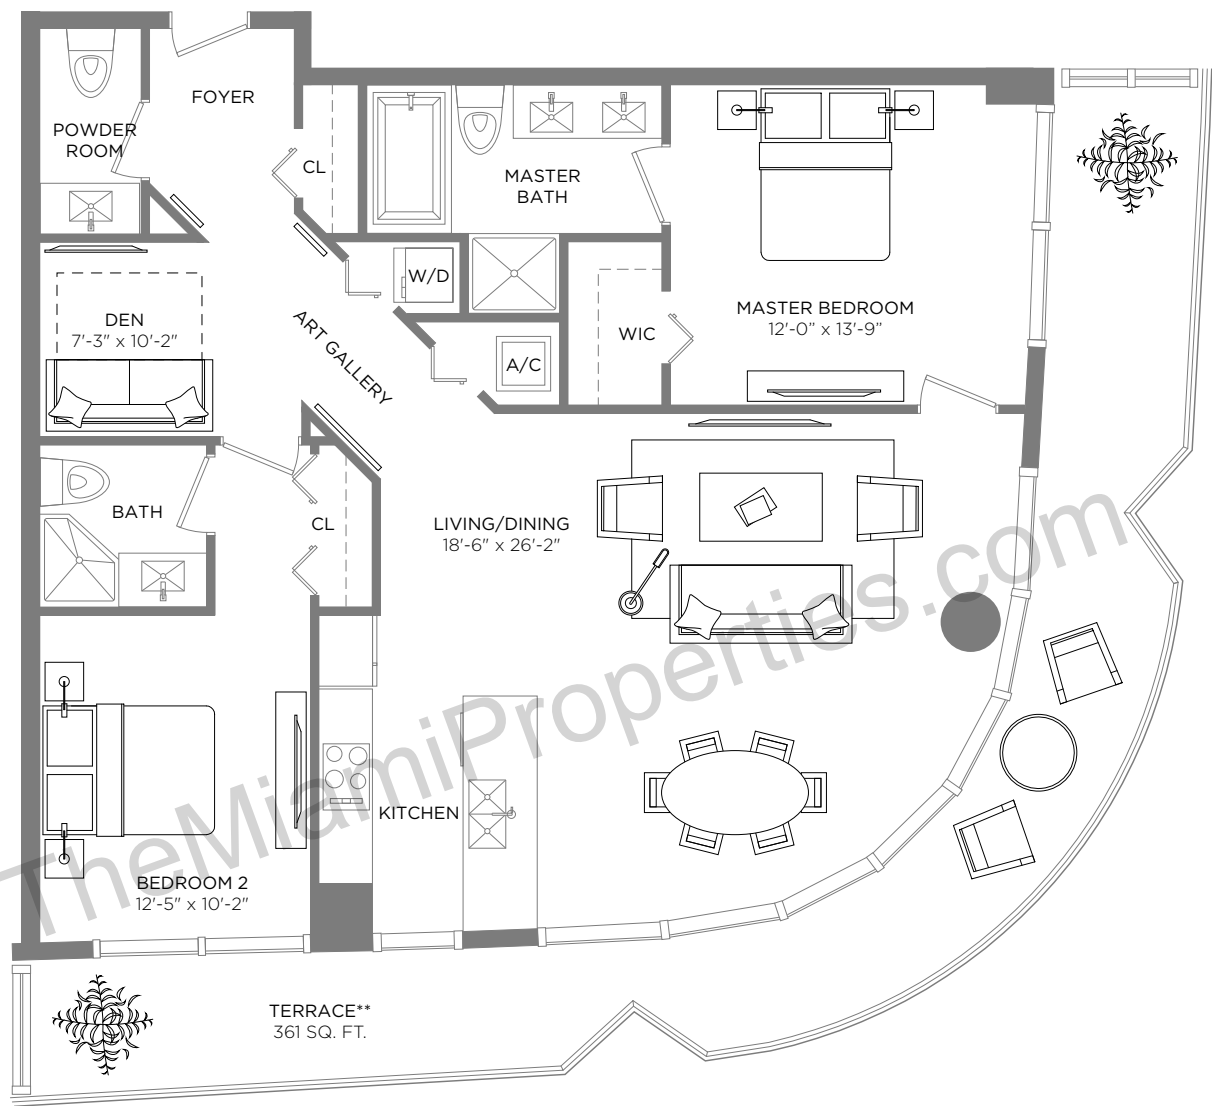 FOYER
POWDER
ROOM
CL
MASTER
BATH
W/D
DEN
7'-3" x 10'-2"
ART GALLERY
A/C
WIC
MASTER BEDROOM
12'-0” x 13'-9”
BATH
CL
LIVING/DINING
18'-6" x 26'-2"
KITCHEN
BEDROOM 2
12'-5" x 10'-2"
TERRACE**
361 SQ. FT.
TheMiamiProperties.com